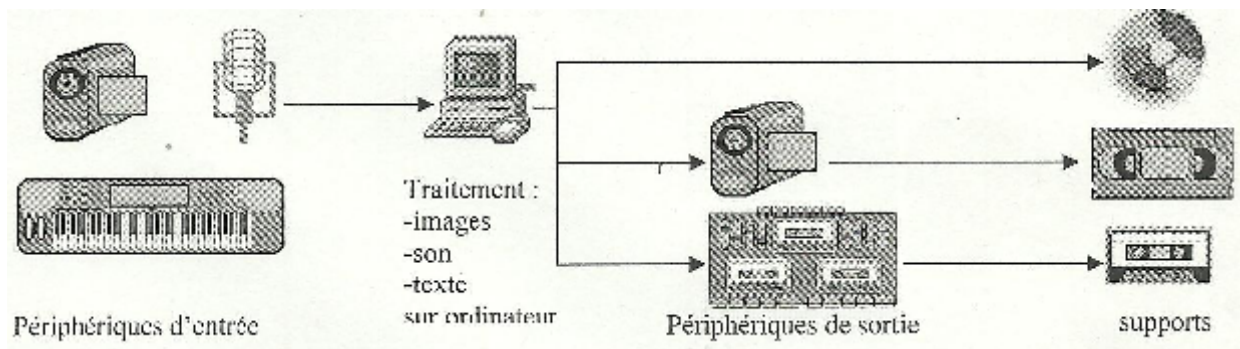 Traitement :
-images
-son
-texte
sur ordinateur
Périphériques d'entrée
Périphériques de sortie
supports